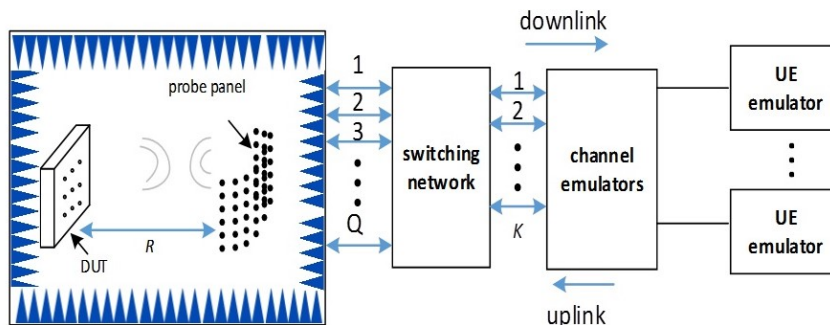 probe panel
R
DUT
1
2
3
Q
switching
network
downlink
1
2
K
channel
emulators
uplink
UE
emulator
UE
emulator